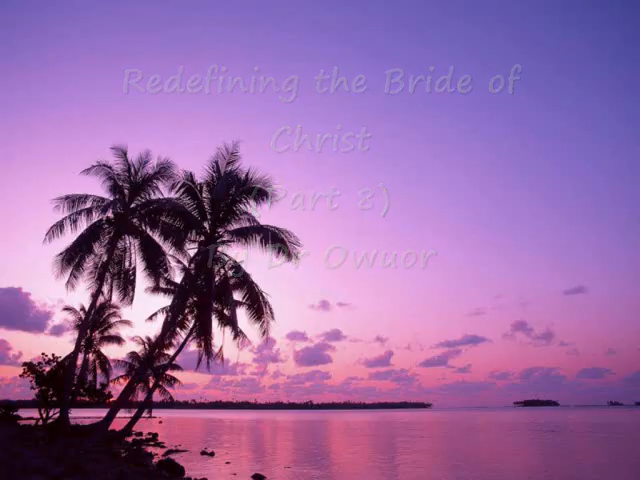 Redefining the Bride of
Christ
(Part 8)
Dr Owuor